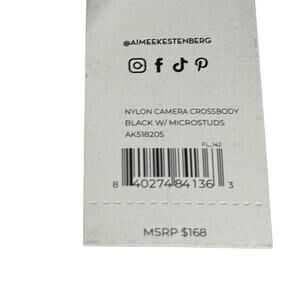 @AIMEEKESTENBERG
NYLON CAMERA CROSSBODY
BLACK W/ MICROSTUDS
AK518205
FL_142
8 40274 84136 3
MSRP $168